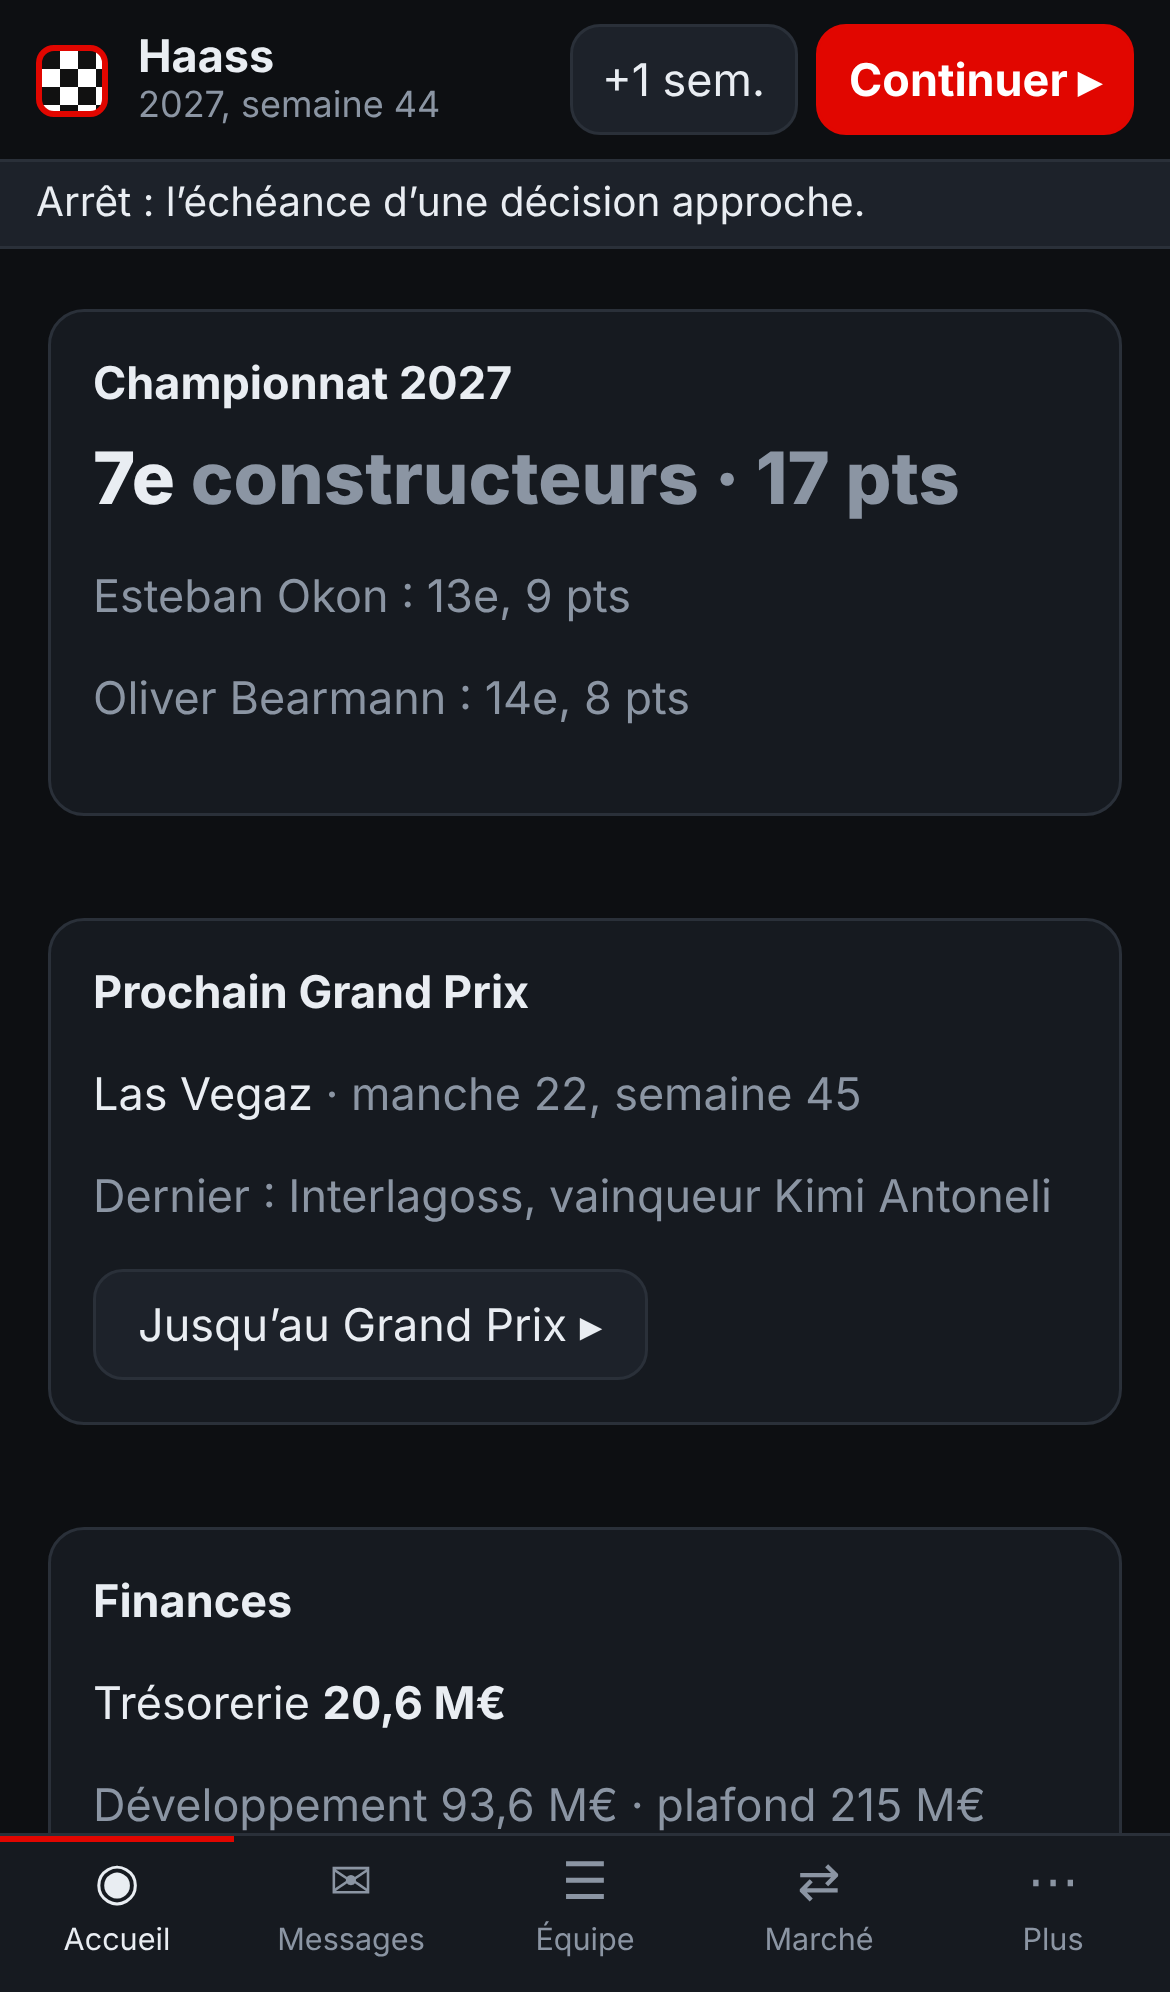 Haass
2027, semaine 44
+1 sem.
Continuer ▸
Arrêt : l’échéance d’une décision approche.
Championnat 2027
7e constructeurs · 17 pts
Esteban Okon : 13e, 9 pts
Oliver Bearmann : 14e, 8 pts
Prochain Grand Prix
Las Vegaz · manche 22, semaine 45
Dernier : Interlagoss, vainqueur Kimi Antoneli
Jusqu’au Grand Prix ▸
Finances
Trésorerie 20,6 M€
Développement 93,6 M€ · plafond 215 M€
Accueil
Messages
Équipe
Marché
Plus